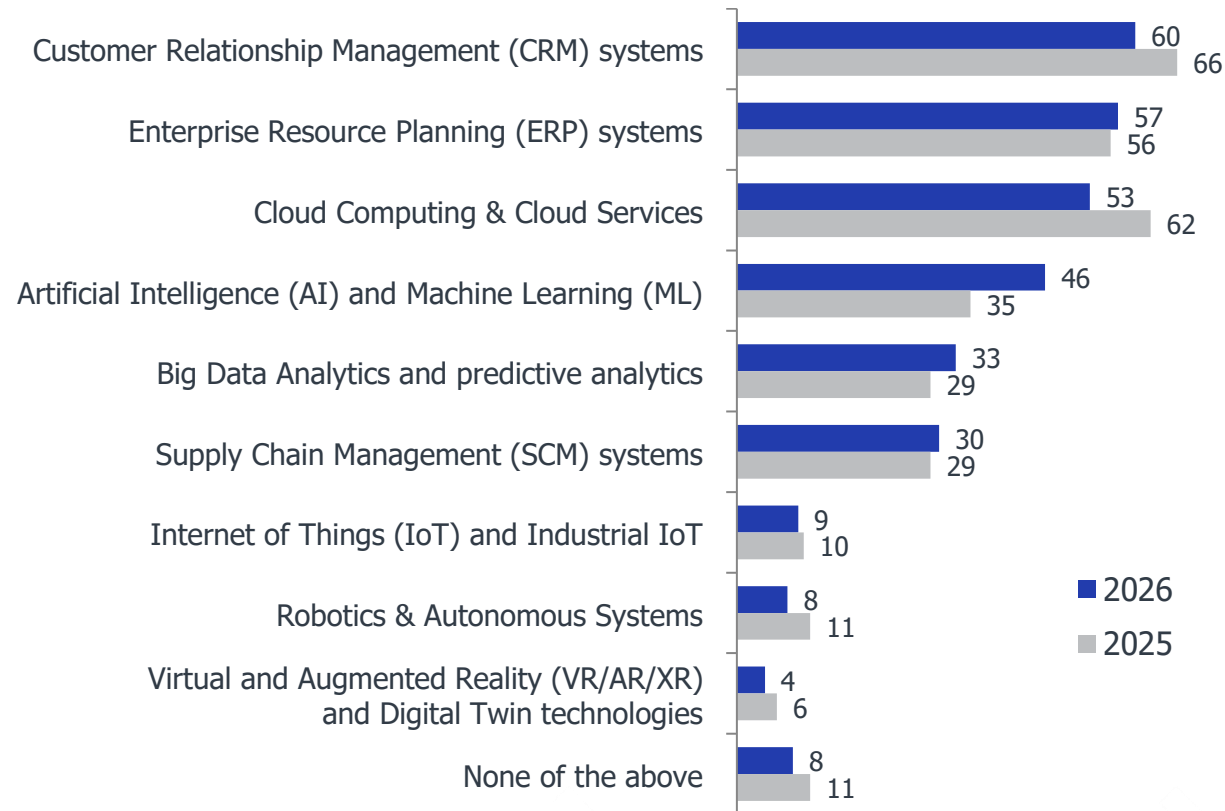 Customer Relationship Management (CRM) systems
60
66
Enterprise Resource Planning (ERP) systems
57
56
Cloud Computing & Cloud Services
53
62
Artificial Intelligence (AI) and Machine Learning (ML)
46
35
Big Data Analytics and predictive analytics
33
29
Supply Chain Management (SCM) systems
30
29
Internet of Things (IoT) and Industrial IoT
9
10
Robotics & Autonomous Systems
8
11
Virtual and Augmented Reality (VR/AR/XR)
and Digital Twin technologies
4
6
None of the above
8
11
2026
2025